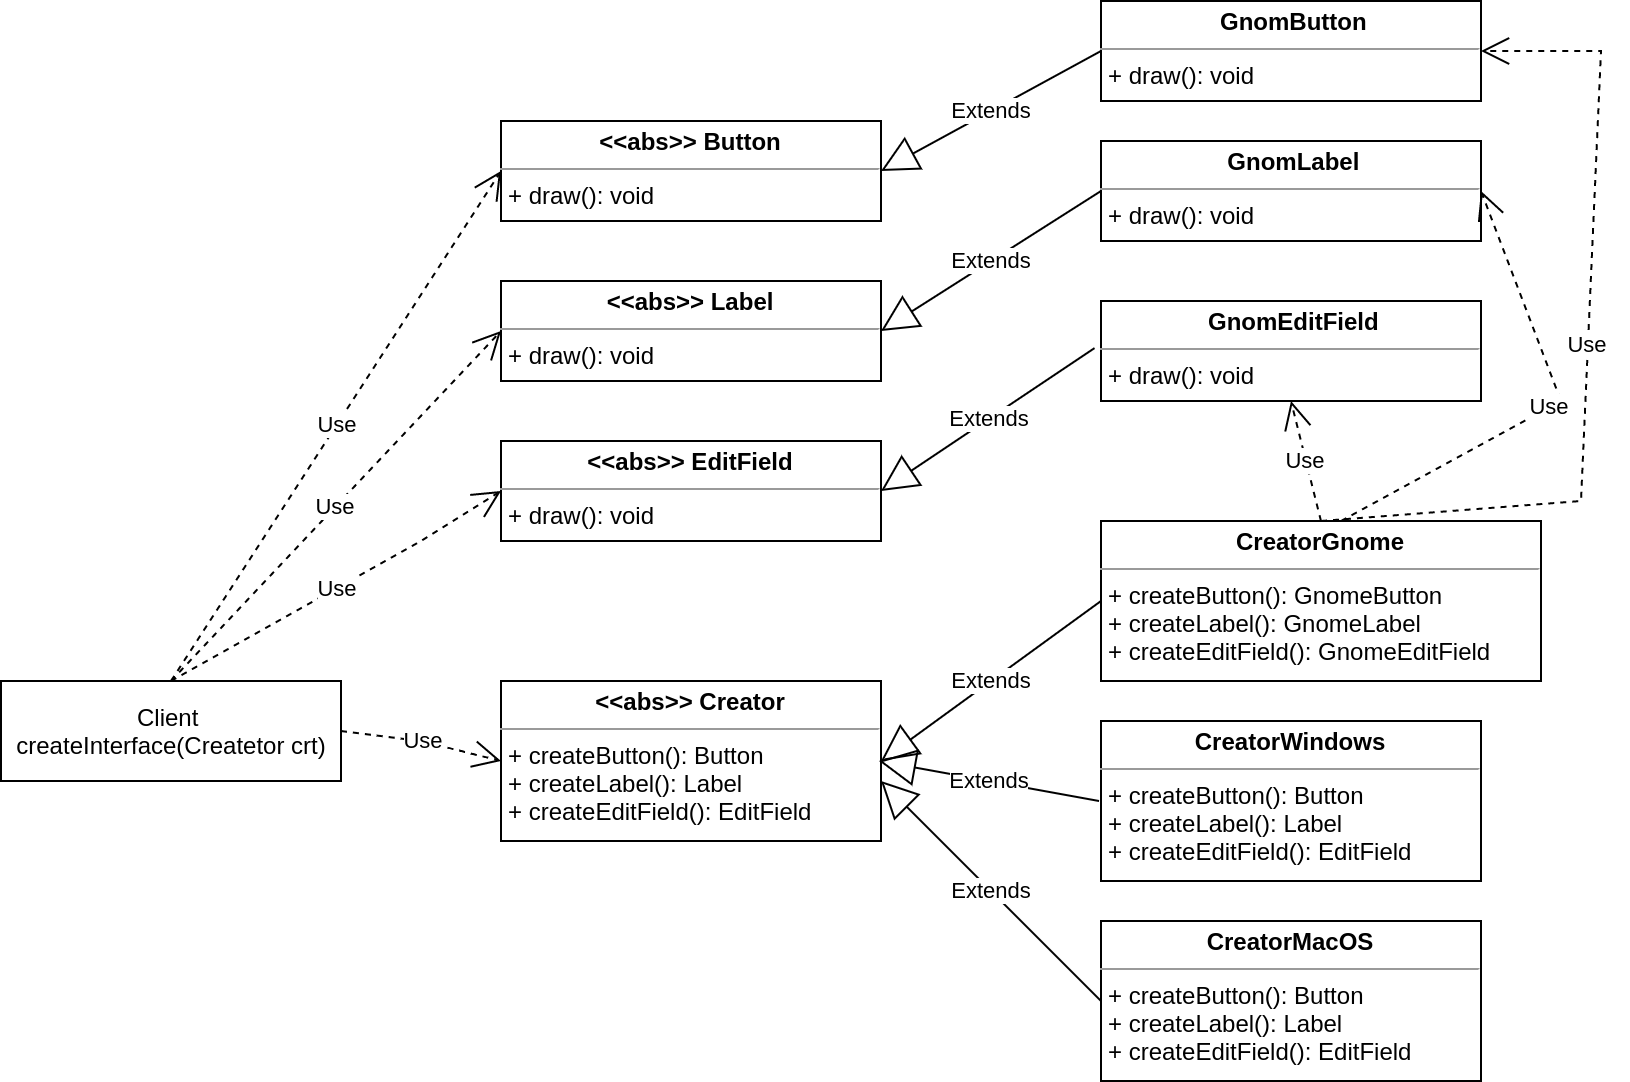 GnomButton
+ draw(): void
Extends
<<abs>> Button
+ draw(): void
GnomLabel
+ draw(): void
Extends
<<abs>> Label
+ draw(): void
GnomEditField
+ draw(): void
Use
Extends
Use
Use
<<abs>> EditField
+ draw(): void
Use
Use
Use
CreatorGnome
+ createButton(): GnomeButton
+ createLabel(): GnomeLabel
+ createEditField(): GnomeEditField
Extends
Client
createInterface(Createtor crt)
Use
<<abs>> Creator
+ createButton(): Button
+ createLabel(): Label
+ createEditField(): EditField
Extends
CreatorWindows
+ createButton(): Button
+ createLabel(): Label
+ createEditField(): EditField
Extends
CreatorMacOS
+ createButton(): Button
+ createLabel(): Label
+ createEditField(): EditField